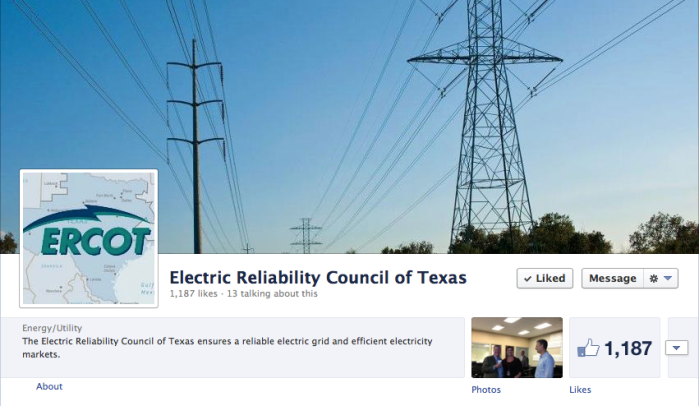 ERCOT
Gulf
Electric Reliability Council of Texas
1,187 likes · 13 talking about this
Liked
Message
Energy/Utility
The Electric Reliability Council of Texas ensures a reliable electric grid and efficient electricity
markets.
1,187
About
Photos
Likes